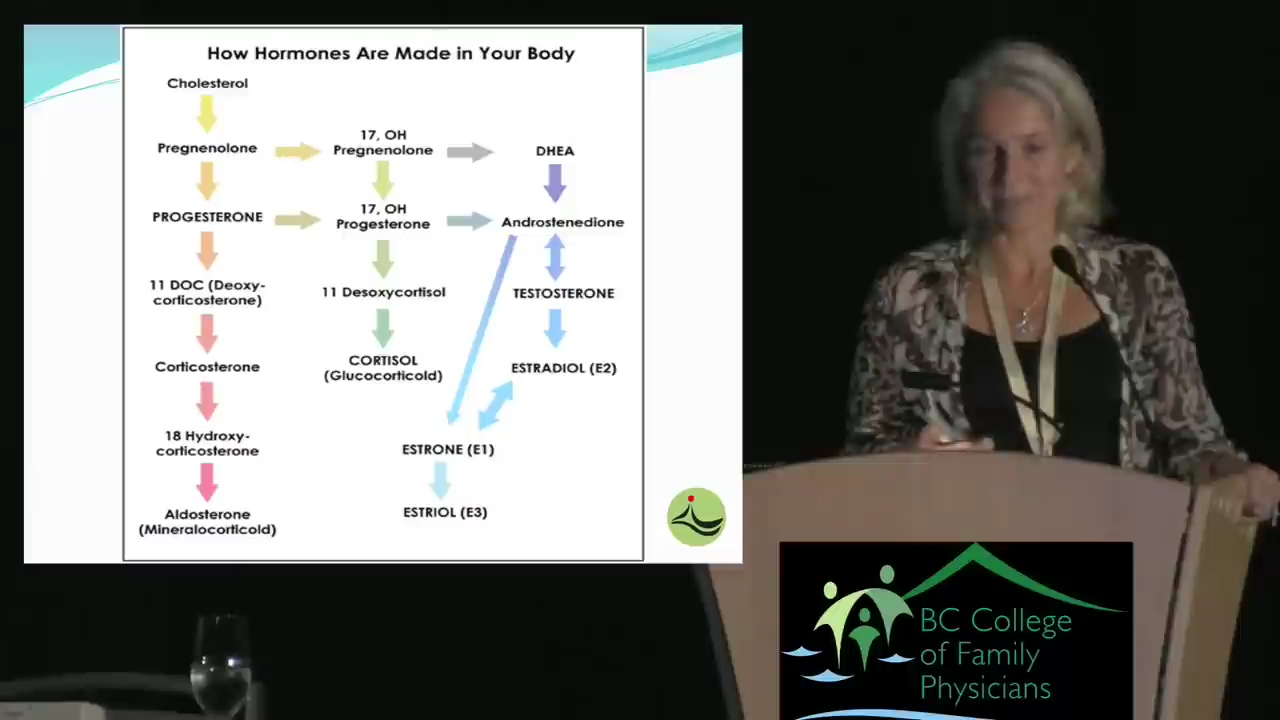 How Hormones Are Made in Your Body
Cholesterol
Pregnenolone
17, OH
Pregnenolone
DHEA
PROGESTERONE
17, OH
Progesterone
Androstenedione
11 DOC (Deoxy-
corticosterone)
11 Desoxycortisol
TESTOSTERONE
Corticosterone
CORTISOL
(Glucocorticold)
ESTRADIOL (E2)
18 Hydroxy-
corticosterone
ESTRONE (E1)
Aldosterone
(Mineralocorticold)
ESTRIOL (E3)
BC College
of Family
Physicians